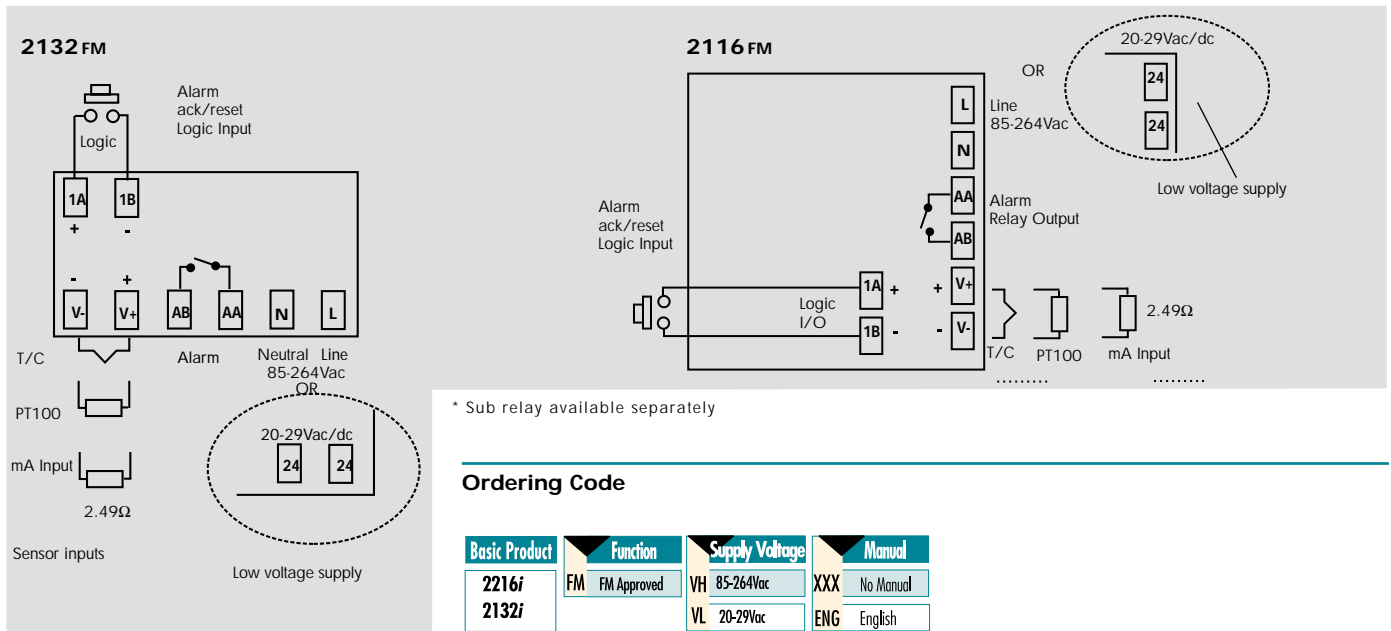 2132 FM
Alarm
ack/reset
Logic Input
Logic
1A
1B
+
-
-
+
V-
V+
AB
AA
N
L
T/C
Alarm
Neutral Line
85-264Vac
OR
PT100
20-29Vac/dc
24
24
mA Input
2.49Ω
Sensor inputs
Low voltage supply
2116 FM
20-29Vac/dc
OR
24
24
Low voltage supply
L
Line
85-264Vac
N
AA
Alarm
Relay Output
AB
Alarm
ack/reset
Logic Input
Logic
I/O
1A
+
1B
-
+
V+
-
V-
2.49Ω
T/C
PT100
mA Input
.........
........
* Sub relay available separately
Ordering Code
Basic Product
2216i
2132i
Function
FM FM Approved
Supply Voltage
VH 85-264Vac
VL 20-29Vac
Manual
XXX No Manual
ENG English